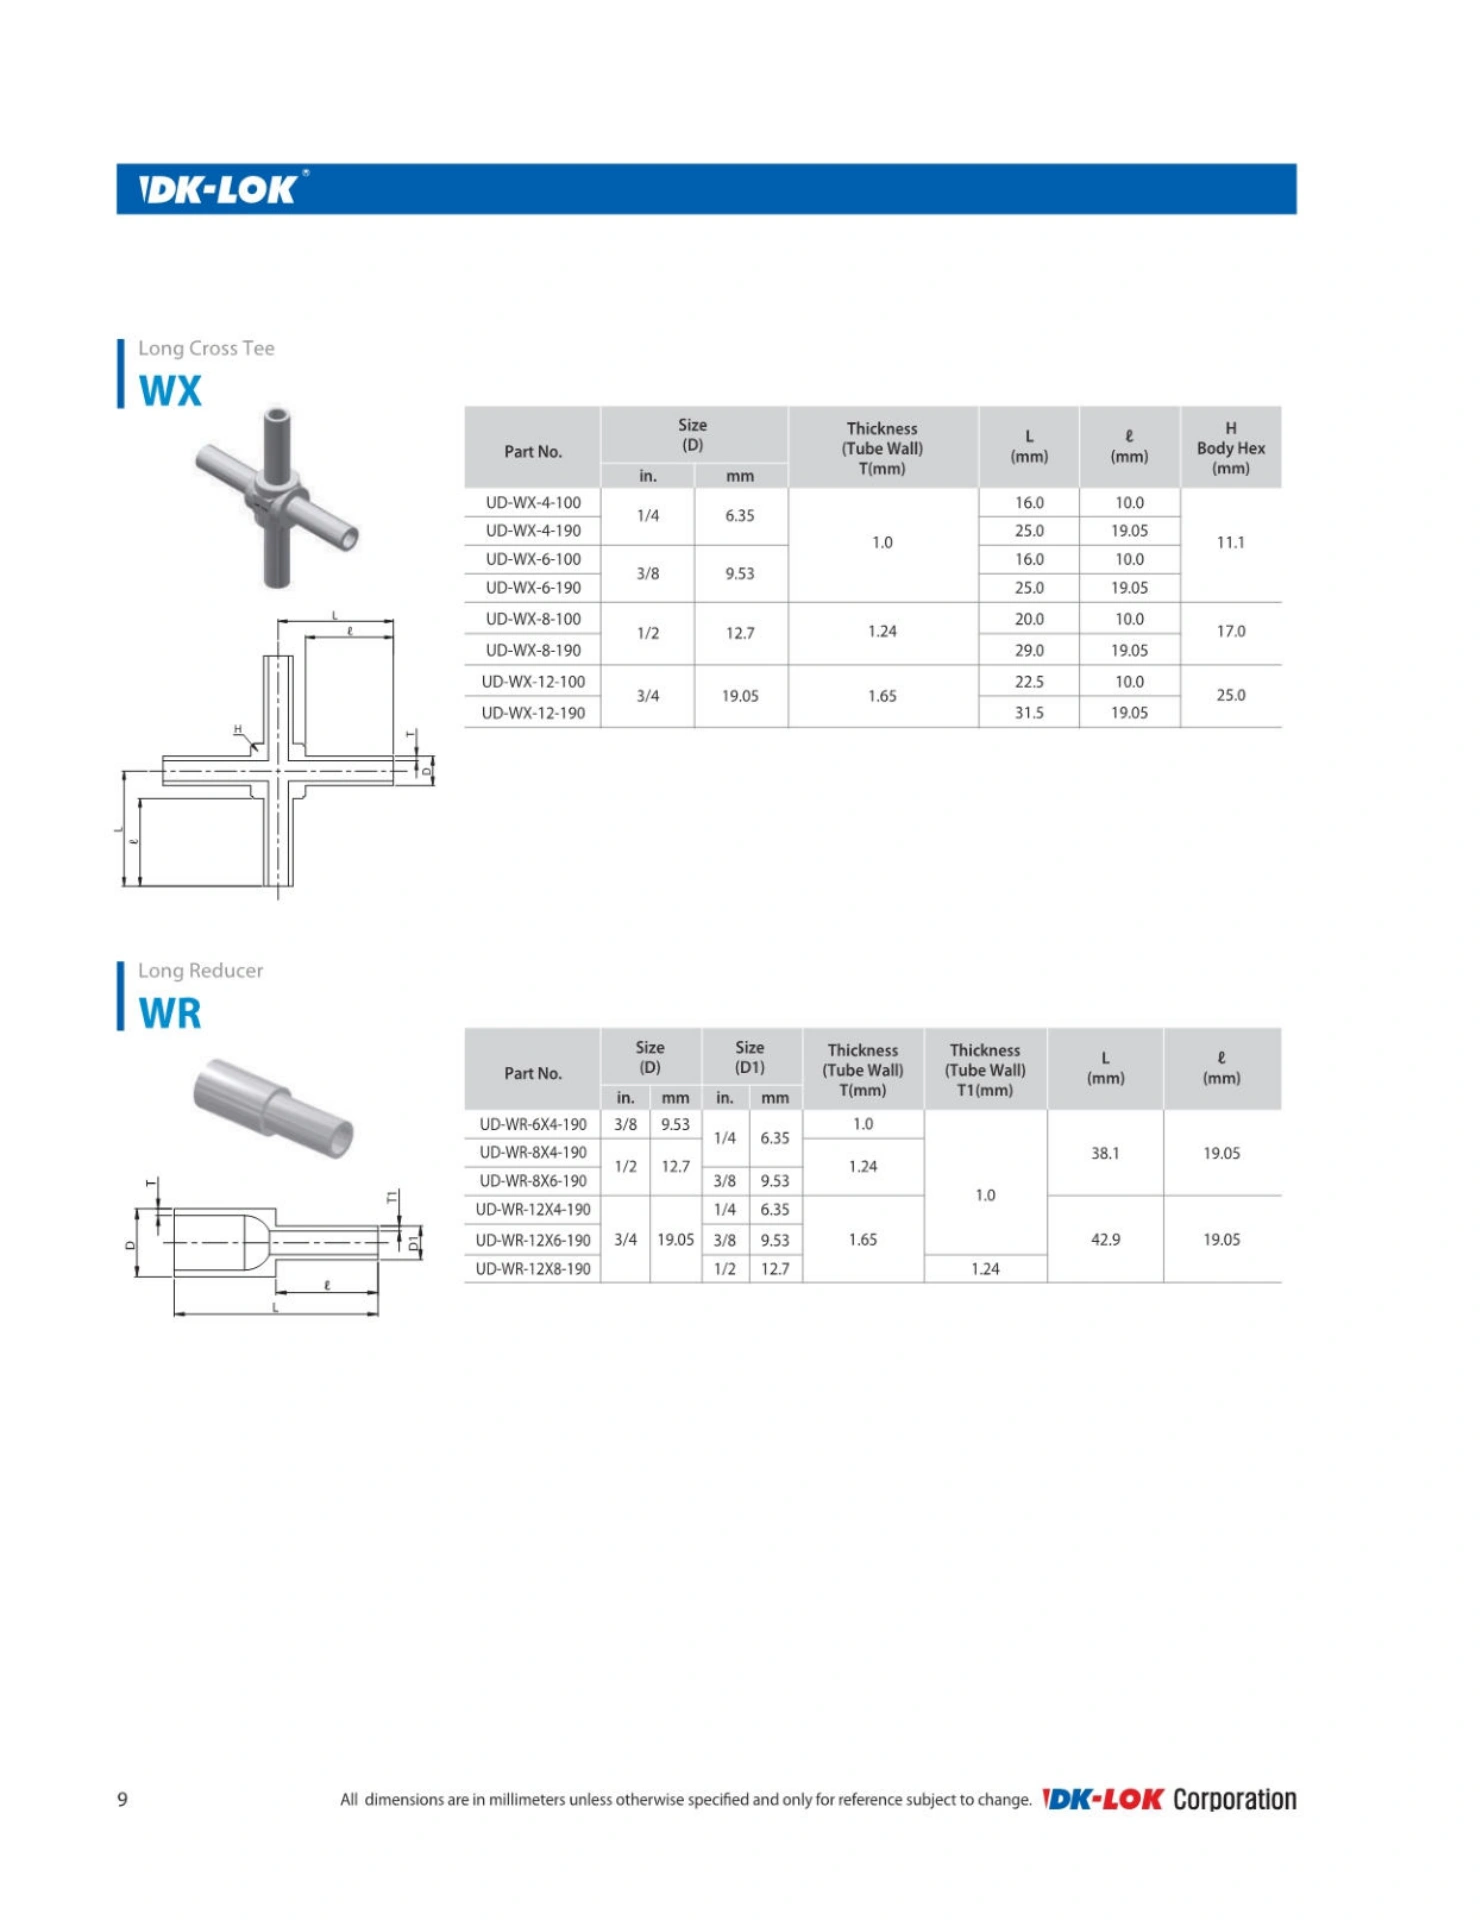 DK-LOK®
Long Cross Tee
WX
Part No. Size (D) Thickness (Tube Wall) T(mm) L (mm) ℓ (mm) H Body Hex (mm)
in. mm
UD-WX-4-100 1/4 6.35 1.0 16.0 10.0 11.1
UD-WX-4-190 25.0 19.05
UD-WX-6-100 3/8 9.53 16.0 10.0
UD-WX-6-190 25.0 19.05
UD-WX-8-100 1/2 12.7 1.24 20.0 10.0 17.0
UD-WX-8-190 29.0 19.05
UD-WX-12-100 3/4 19.05 1.65 22.5 10.0 25.0
UD-WX-12-190 31.5 19.05
L
ℓ
H
T
D
L
ℓ
Long Reducer
WR
Part No. Size (D) Size (D1) Thickness (Tube Wall) T(mm) Thickness (Tube Wall) T1(mm) L (mm) ℓ (mm)
in. mm in. mm
UD-WR-6X4-190 3/8 9.53 1/4 6.35 1.0 1.0 38.1 19.05
UD-WR-8X4-190 1/2 12.7 1.24
UD-WR-8X6-190 3/8 9.53
UD-WR-12X4-190 3/4 19.05 1/4 6.35 1.65 42.9 19.05
UD-WR-12X6-190 3/8 9.53
UD-WR-12X8-190 1/2 12.7 1.24
T
T1
D
D1
ℓ
L
9
All dimensions are in millimeters unless otherwise specified and only for reference subject to change. DK-LOK Corporation